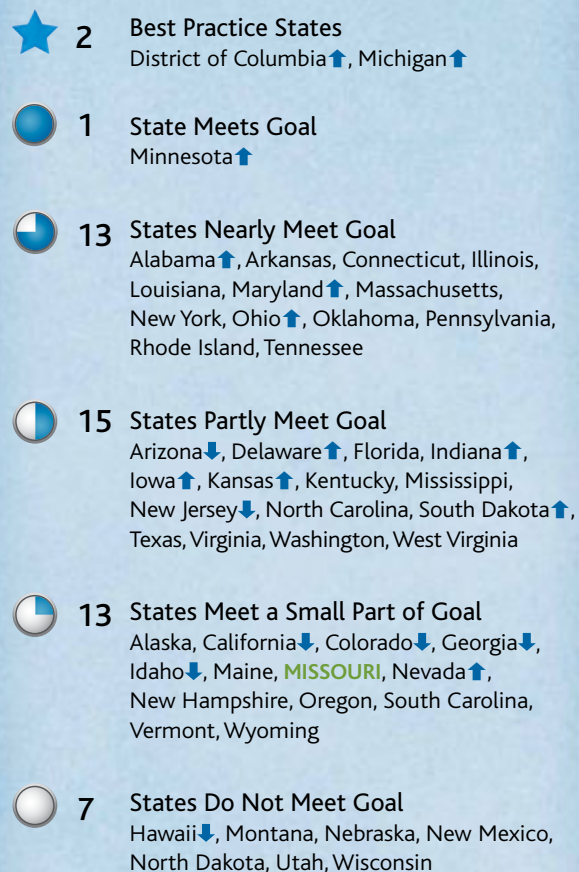 2 Best Practice States
District of Columbia⬆, Michigan⬆
1 State Meets Goal
Minnesota⬆
13 States Nearly Meet Goal
Alabama⬆, Arkansas, Connecticut, Illinois,
Louisiana, Maryland⬆, Massachusetts,
New York, Ohio⬆, Oklahoma, Pennsylvania,
Rhode Island, Tennessee
15 States Partly Meet Goal
Arizona⬇, Delaware⬆, Florida, Indiana⬆,
Iowa⬆, Kansas⬆, Kentucky, Mississippi,
New Jersey⬇, North Carolina, South Dakota⬆,
Texas, Virginia, Washington, West Virginia
13 States Meet a Small Part of Goal
Alaska, California⬇, Colorado⬇, Georgia⬇,
Idaho⬇, Maine, MISSOURI, Nevada⬆,
New Hampshire, Oregon, South Carolina,
Vermont, Wyoming
7 States Do Not Meet Goal
Hawaii⬇, Montana, Nebraska, New Mexico,
North Dakota, Utah, Wisconsin